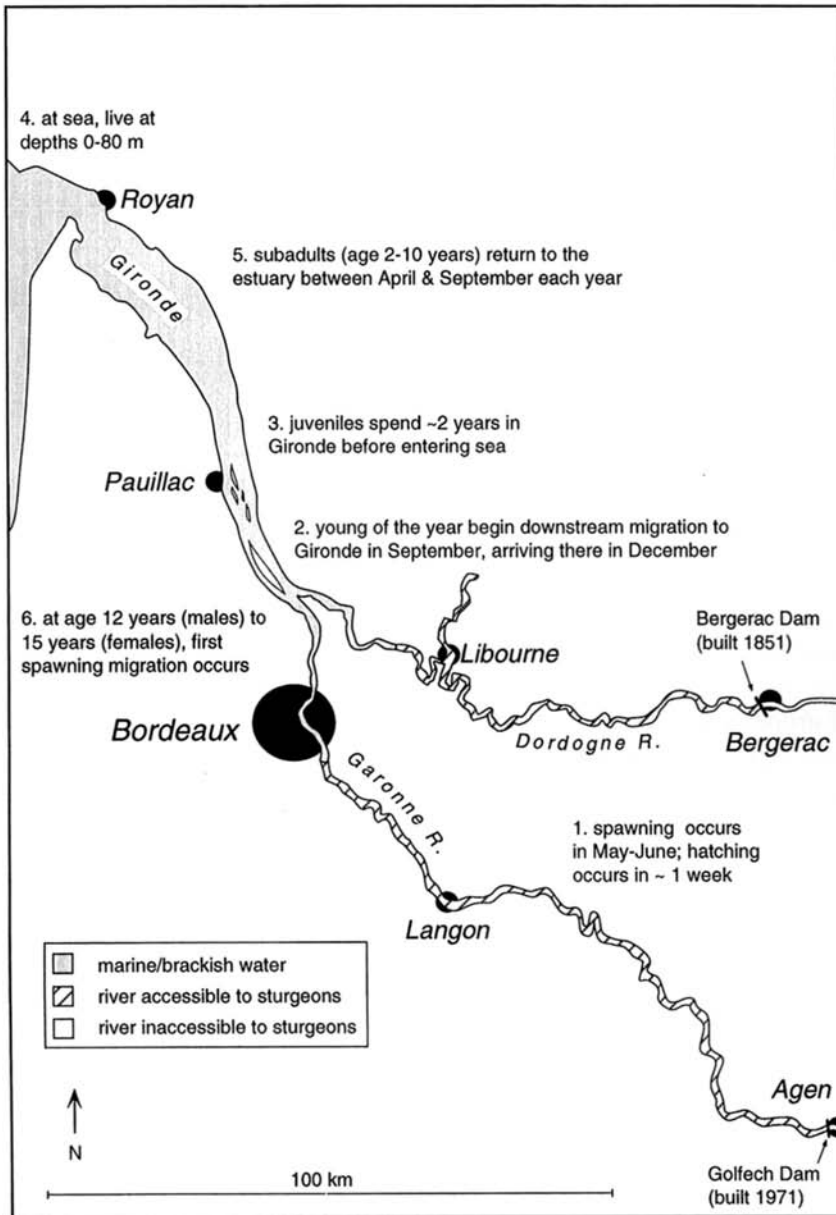 4. at sea, live at
depths 0-80 m
Royan
Gironde
5. subadults (age 2-10 years) return to the
estuary between April & September each year
3. juveniles spend ~2 years in
Gironde before entering sea
Pauillac
2. young of the year begin downstream migration to
Gironde in September, arriving there in December
6. at age 12 years (males) to
15 years (females), first
spawning migration occurs
Bergerac Dam
(built 1851)
Libourne
Bordeaux
Dordogne R.
Bergerac
Garonne R.
1. spawning occurs
in May-June; hatching
occurs in ~ 1 week
Langon
marine/brackish water
river accessible to sturgeons
river inaccessible to sturgeons
Agen
N
100 km
Golfech Dam
(built 1971)